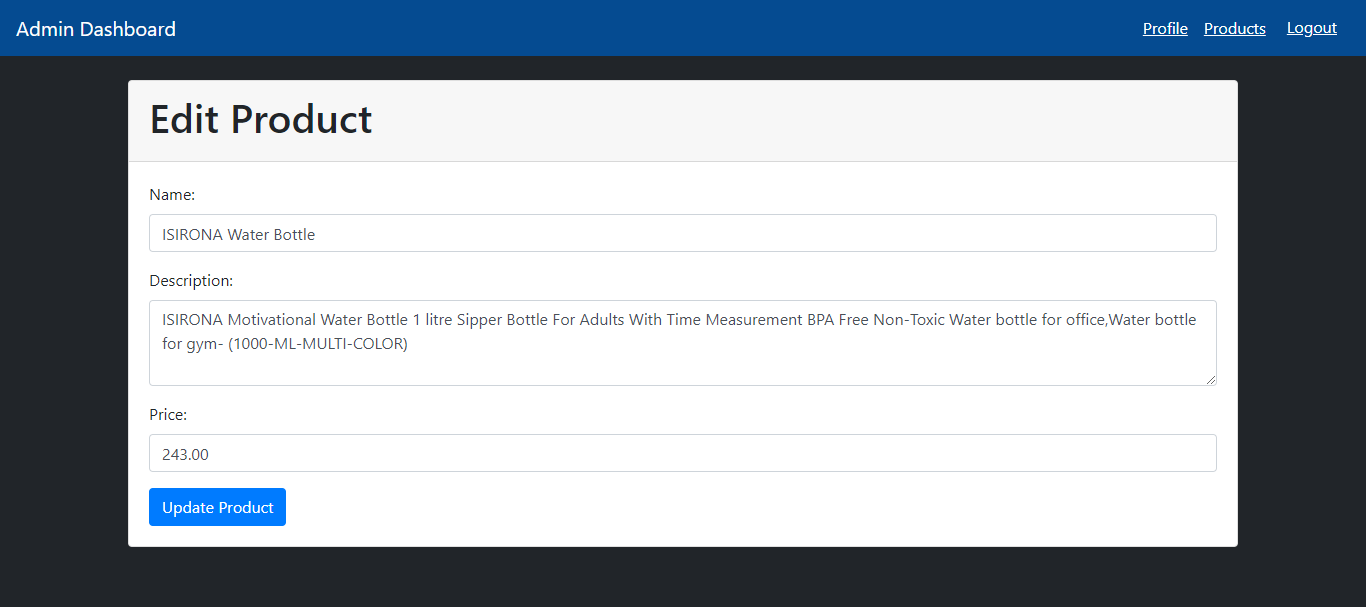 Admin Dashboard
Profile Products Logout
Edit Product
Name:
ISIRONA Water Bottle
Description:
ISIRONA Motivational Water Bottle 1 litre Sipper Bottle For Adults With Time Measurement BPA Free Non-Toxic Water bottle for office,Water bottle
for gym- (1000-ML-MULTI-COLOR)
Price:
243.00
Update Product